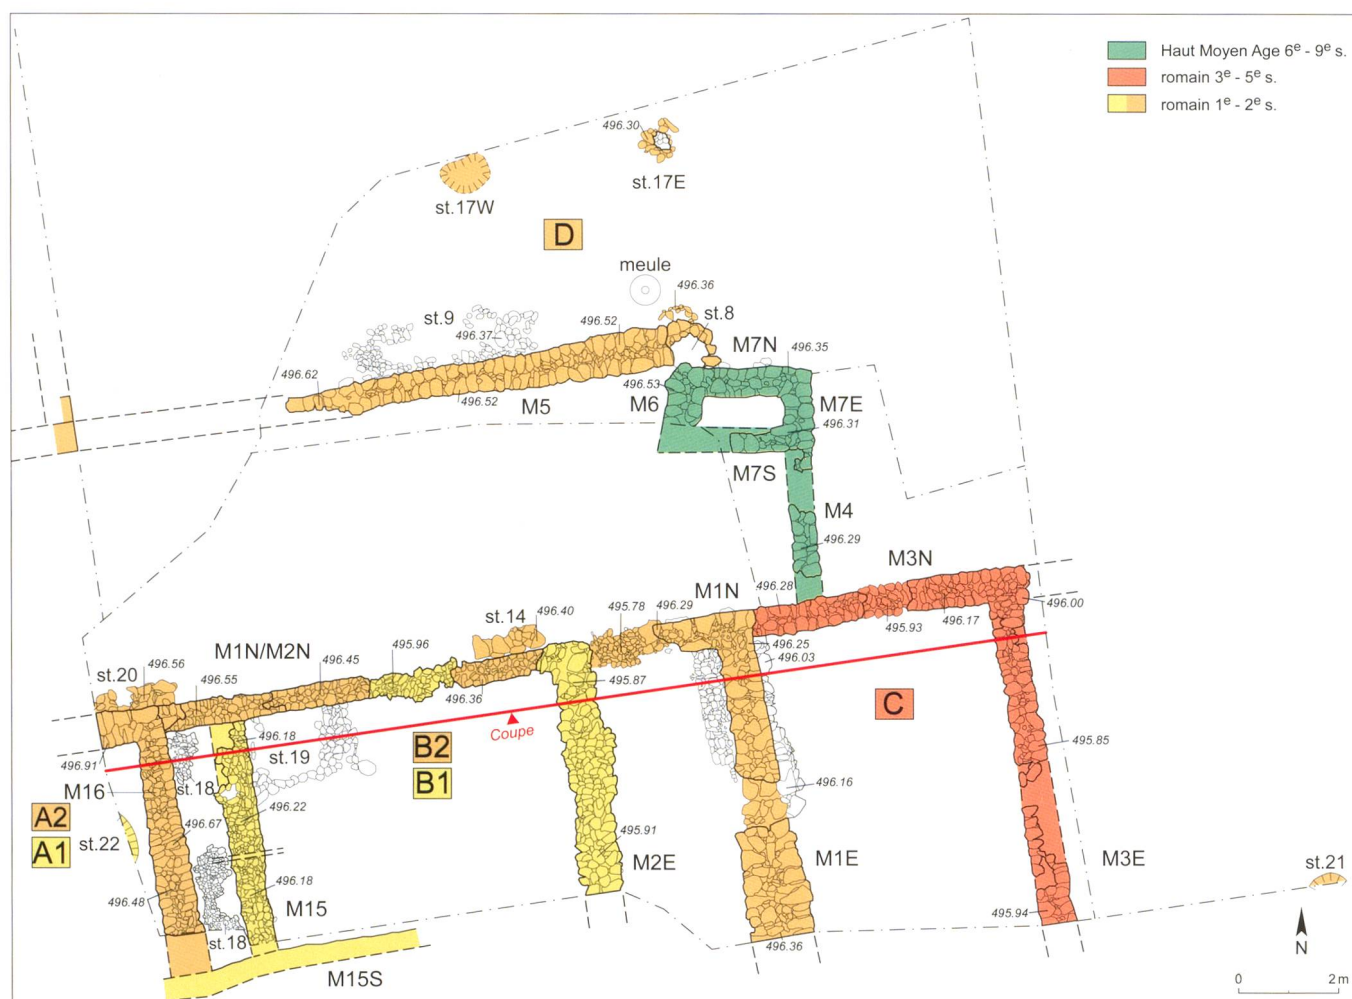 Haut Moyen Age 6e - 9e s.
romain 3e - 5e s.
romain 1e - 2e s.
496.30
st.17E
st.17W
D
meule
496.36
st.8
st.9
496.37
496.52
M7N
496.35
496.62
496.52
M5
496.53
M6
M7E
496.31
M7S
M4
496.29
M3N
M1N
496.28
496.00
495.93
496.17
st.14
496.40
495.78
496.29
M1N/M2N
495.96
496.45
496.25
496.03
st.20
496.56
496.55
496.36
495.87
C
Coupe
496.18
st.19
B2
B1
496.91
M16
st.18
496.22
496.16
495.85
A2
A1
st.22
496.67
495.91
M2E
M1E
M3E
st.21
496.48
496.18
M15
st.18
495.94
496.36
N
M15S
0 2 m